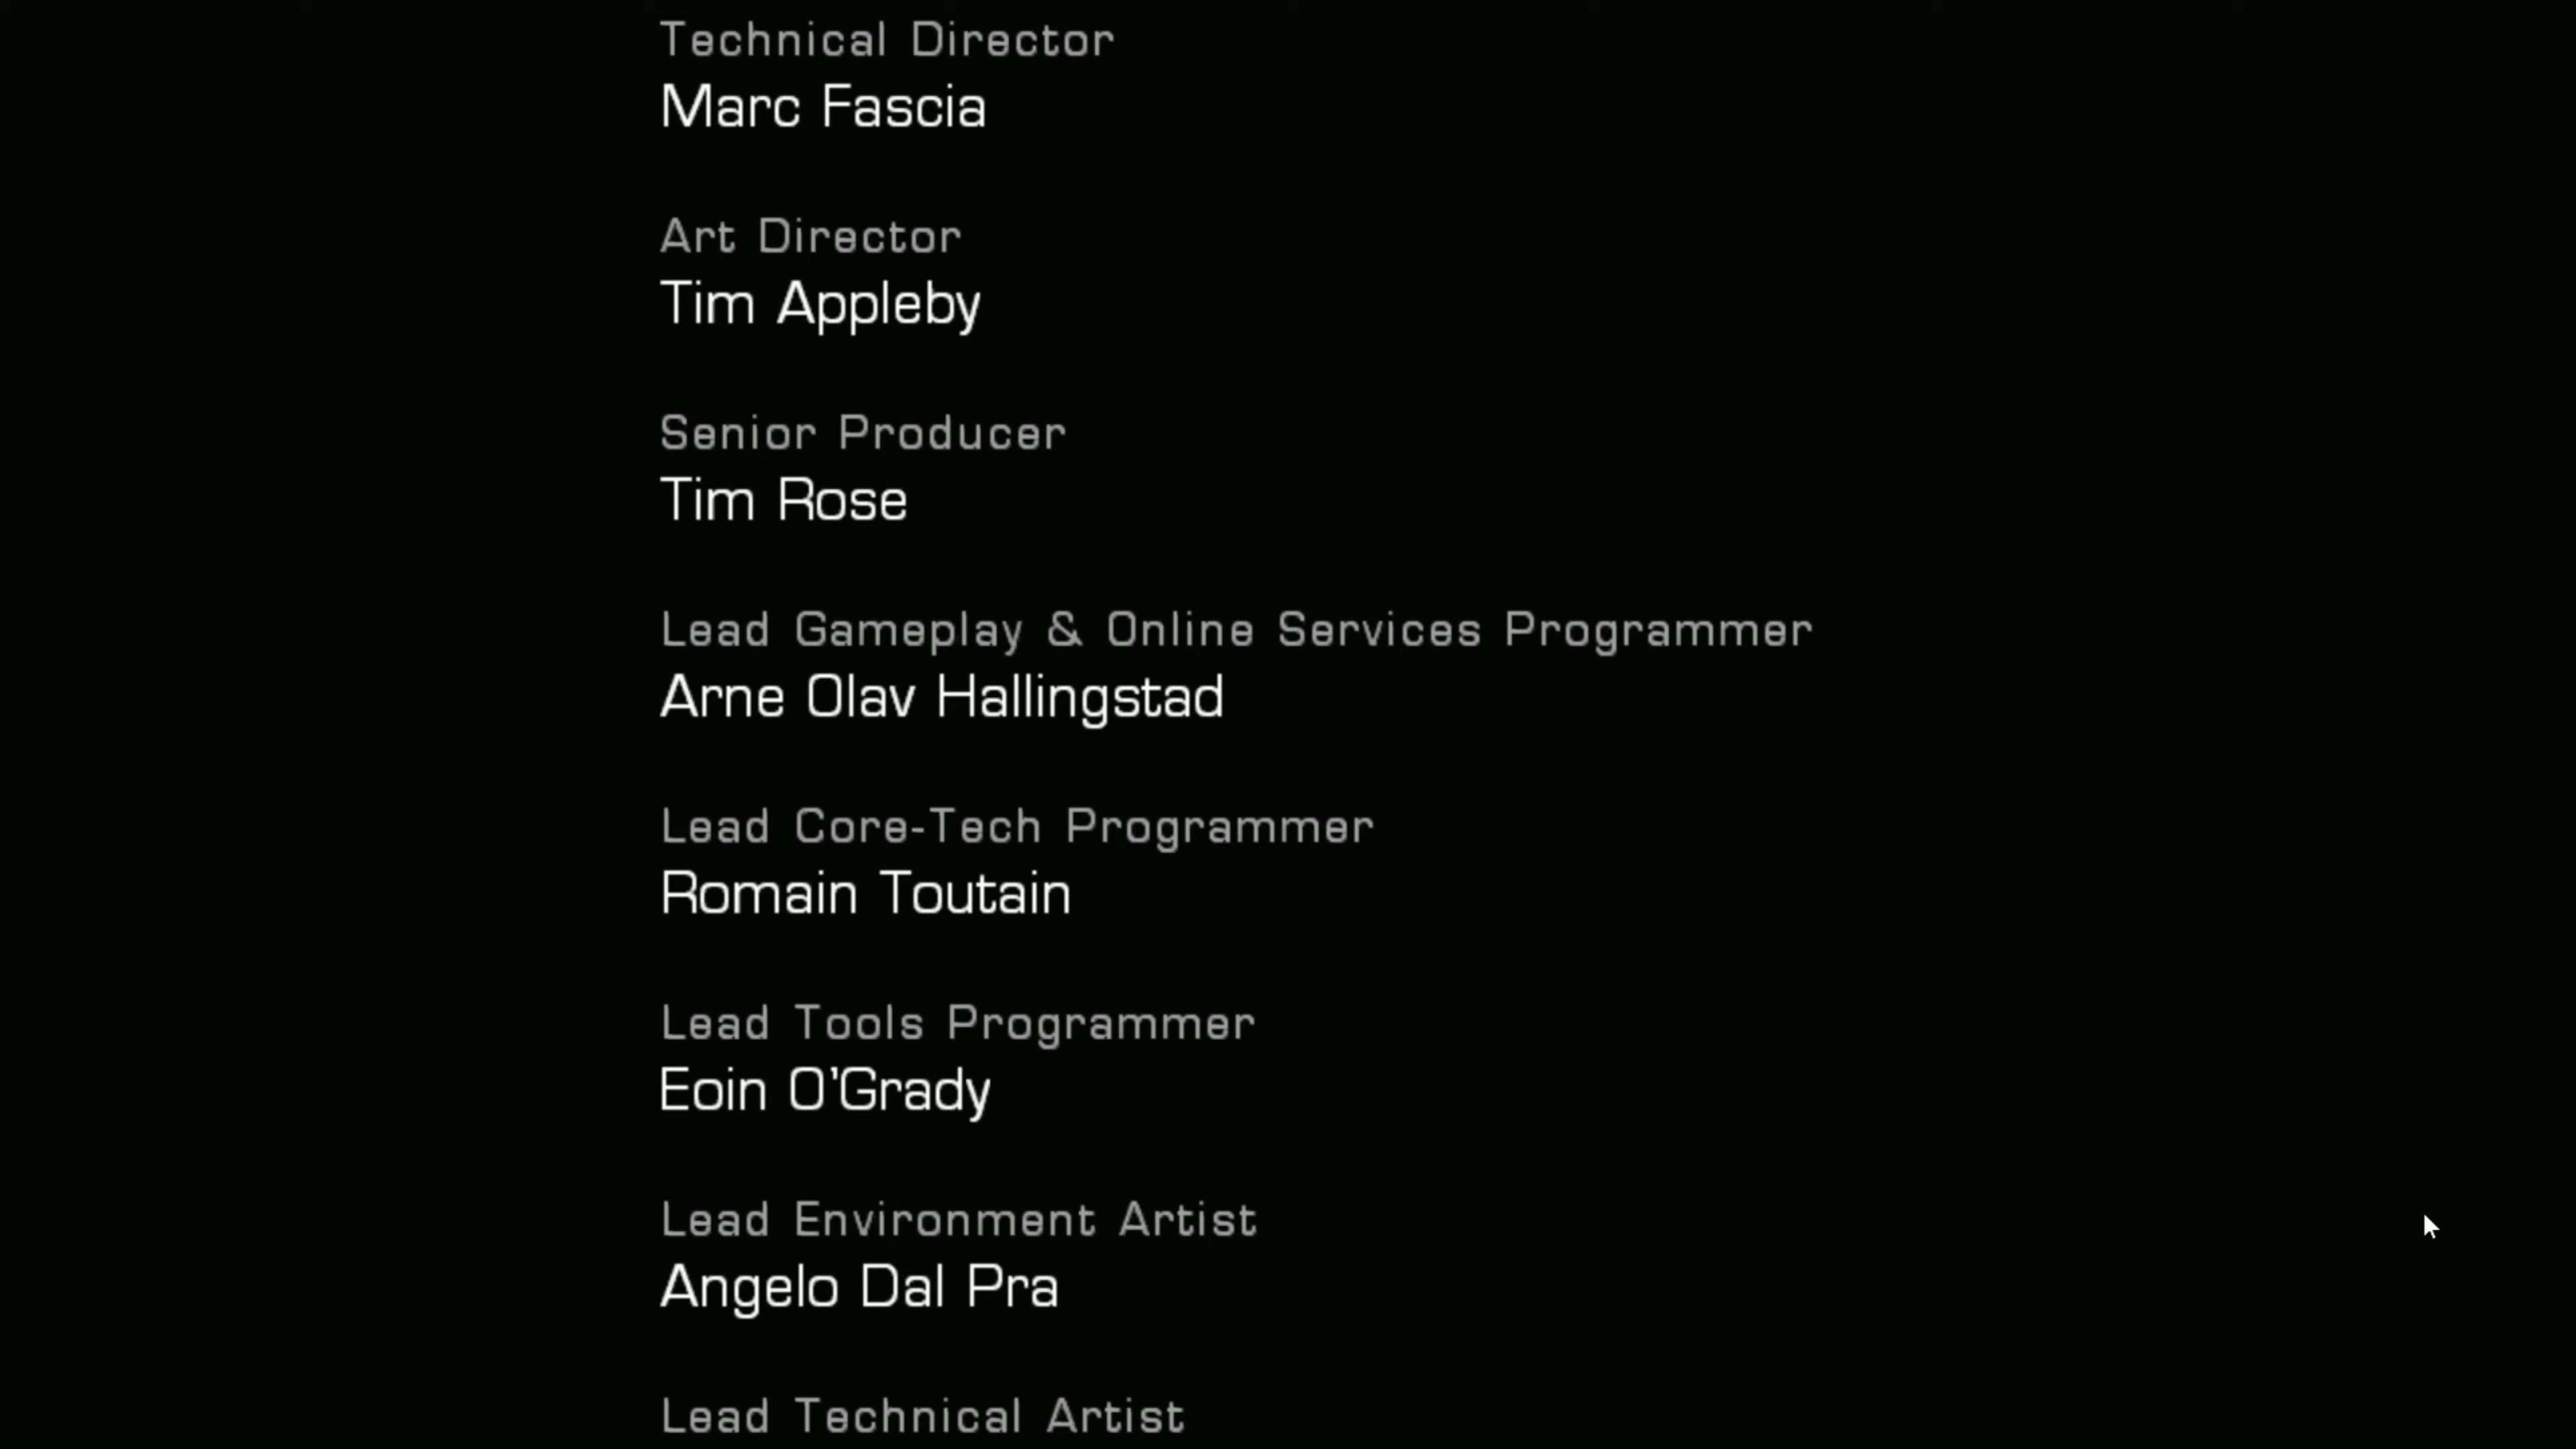 Technical Director
Marc Fascia
Art Director
Tim Appleby
Senior Producer
Tim Rose
Lead Gameplay & Online Services Programmer
Arne Olav Hallingstad
Lead Core-Tech Programmer
Romain Toutain
Lead Tools Programmer
Eoin O'Grady
Lead Environment Artist
Angelo Dal Pra
Lead Technical Artist